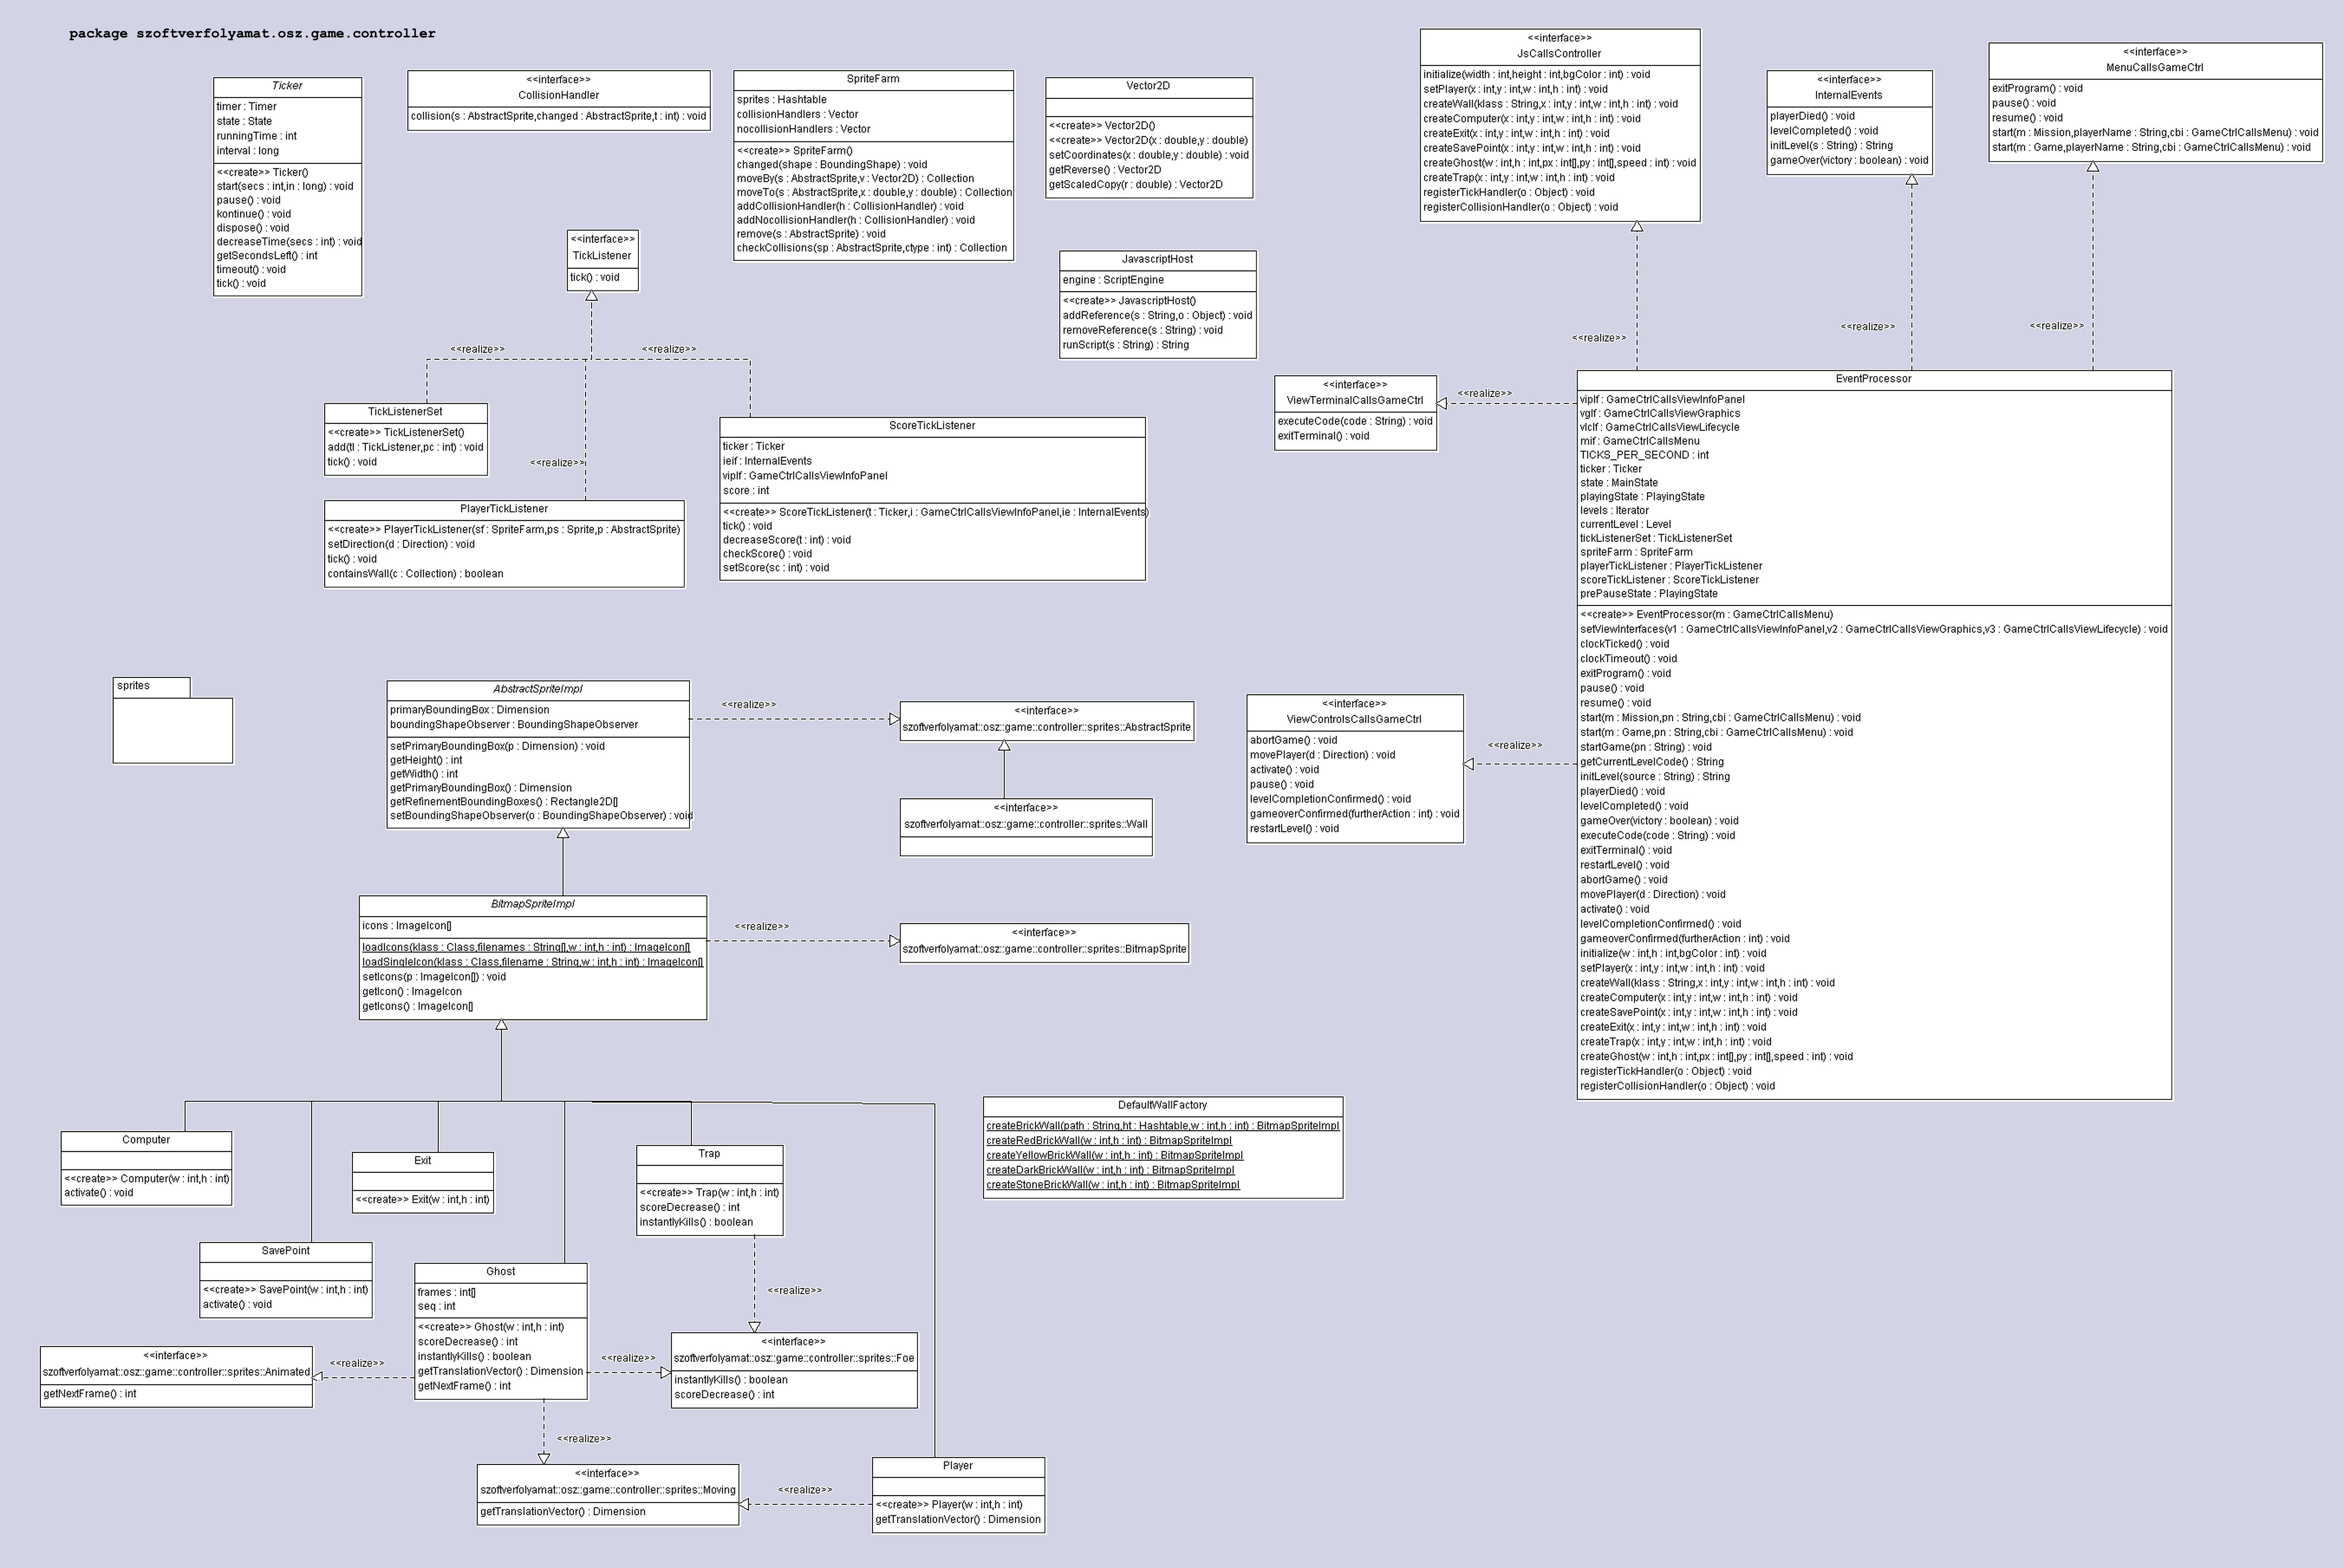 package szoftverfolyamat.osz.game.controller
Ticker
timer : Timer
state : State
runningTime : int
interval : long
<<create>> Ticker()
start(secs : int,in : long) : void
pause() : void
kontinue() : void
dispose() : void
decreaseTime(secs : int) : void
getSecondsLeft() : int
timeout() : void
tick() : void
<<interface>>
CollisionHandler
collision(s : AbstractSprite,changed : AbstractSprite,t : int) : void
SpriteFarm
sprites : Hashtable
collisionHandlers : Vector
nocollisionHandlers : Vector
<<create>> SpriteFarm()
changed(shape : BoundingShape) : void
moveBy(s : AbstractSprite,v : Vector2D) : Collection
moveTo(s : AbstractSprite,x : double,y : double) : Collection
addCollisionHandler(h : CollisionHandler) : void
addNocollisionHandler(h : CollisionHandler) : void
remove(s : AbstractSprite) : void
checkCollisions(sp : AbstractSprite,ctype : int) : Collection
Vector2D
<<create>> Vector2D()
<<create>> Vector2D(x : double,y : double)
setCoordinates(x : double,y : double) : void
getReverse() : Vector2D
getScaledCopy(r : double) : Vector2D
<<interface>>
JsCallsController
initialize(width : int,height : int,bgColor : int) : void
setPlayer(x : int,y : int,w : int,h : int) : void
createWall(klass : String,x : int,y : int,w : int,h : int) : void
createComputer(x : int,y : int,w : int,h : int) : void
createExit(x : int,y : int,w : int,h : int) : void
createSavePoint(x : int,y : int,w : int,h : int) : void
createGhost(w : int,h : int,px : int[],py : int[],speed : int) : void
createTrap(x : int,y : int,w : int,h : int) : void
registerTickHandler(o : Object) : void
registerCollisionHandler(o : Object) : void
<<interface>>
InternalEvents
playerDied() : void
levelCompleted() : void
initLevel(s : String) : String
gameOver(victory : boolean) : void
<<interface>>
MenuCallsGameCtrl
exitProgram() : void
pause() : void
resume() : void
start(m : Mission,playerName : String,cbi : GameCtrlCallsMenu) : void
start(m : Game,playerName : String,cbi : GameCtrlCallsMenu) : void
<<interface>>
TickListener
tick() : void
JavascriptHost
engine : ScriptEngine
<<create>> JavascriptHost()
addReference(s : String,o : Object) : void
removeReference(s : String) : void
runScript(s : String) : String
<<realize>>
<<realize>>
<<realize>>
<<realize>>
<<realize>>
<<realize>>
TickListenerSet
<<create>> TickListenerSet()
add(tl : TickListener,pc : int) : void
tick() : void
PlayerTickListener
<<create>> PlayerTickListener(sf : SpriteFarm,ps : Sprite,p : AbstractSprite)
setDirection(d : Direction) : void
tick() : void
containsWall(c : Collection) : boolean
ScoreTickListener
ticker : Ticker
ieif : InternalEvents
vipIf : GameCtrlCallsViewInfoPanel
score : int
<<create>> ScoreTickListener(t : Ticker,i : GameCtrlCallsViewInfoPanel,ie : InternalEvents)
tick() : void
decreaseScore(t : int) : void
checkScore() : void
setScore(sc : int) : void
<<interface>>
ViewTerminalCallsGameCtrl
executeCode(code : String) : void
exitTerminal() : void
<<realize>>
EventProcessor
vipIf : GameCtrlCallsViewInfoPanel
vgIf : GameCtrlCallsViewGraphics
vlcIf : GameCtrlCallsViewLifecycle
mif : GameCtrlCallsMenu
TICKS_PER_SECOND : int
ticker : Ticker
state : MainState
playingState : PlayingState
levels : Iterator
currentLevel : Level
tickListenerSet : TickListenerSet
spriteFarm : SpriteFarm
playerTickListener : PlayerTickListener
scoreTickListener : ScoreTickListener
prePauseState : PlayingState
<<create>> EventProcessor(m : GameCtrlCallsMenu)
setViewInterfaces(v1 : GameCtrlCallsViewInfoPanel,v2 : GameCtrlCallsViewGraphics,v3 : GameCtrlCallsViewLifecycle) : void
clockTicked() : void
clockTimeout() : void
exitProgram() : void
pause() : void
resume() : void
start(m : Mission,pn : String,cbi : GameCtrlCallsMenu) : void
start(m : Game,pn : String,cbi : GameCtrlCallsMenu) : void
startGame(pn : String) : void
getCurrentLevelCode() : String
initLevel(source : String) : String
playerDied() : void
levelCompleted() : void
gameOver(victory : boolean) : void
executeCode(code : String) : void
exitTerminal() : void
restartLevel() : void
abortGame() : void
movePlayer(d : Direction) : void
activate() : void
levelCompletionConfirmed() : void
gameoverConfirmed(furtherAction : int) : void
initialize(w : int,h : int,bgColor : int) : void
setPlayer(x : int,y : int,w : int,h : int) : void
createWall(klass : String,x : int,y : int,w : int,h : int) : void
createComputer(x : int,y : int,w : int,h : int) : void
createSavePoint(x : int,y : int,w : int,h : int) : void
createExit(x : int,y : int,w : int,h : int) : void
createTrap(x : int,y : int,w : int,h : int) : void
createGhost(w : int,h : int,px : int[],py : int[],speed : int) : void
registerTickHandler(o : Object) : void
registerCollisionHandler(o : Object) : void
sprites
AbstractSpriteImpl
primaryBoundingBox : Dimension
boundingShapeObserver : BoundingShapeObserver
setPrimaryBoundingBox(p : Dimension) : void
getHeight() : int
getWidth() : int
getPrimaryBoundingBox() : Dimension
getRefinementBoundingBoxes() : Rectangle2D[]
setBoundingShapeObserver(o : BoundingShapeObserver) : void
<<realize>>
<<interface>>
szoftverfolyamat::osz::game::controller::sprites::AbstractSprite
<<interface>>
szoftverfolyamat::osz::game::controller::sprites::Wall
<<interface>>
ViewControlsCallsGameCtrl
abortGame() : void
movePlayer(d : Direction) : void
activate() : void
pause() : void
levelCompletionConfirmed() : void
gameoverConfirmed(furtherAction : int) : void
restartLevel() : void
<<realize>>
BitmapSpriteImpl
icons : ImageIcon[]
loadIcons(klass : Class,filenames : String[],w : int,h : int) : ImageIcon[]
loadSingleIcon(klass : Class,filename : String,w : int,h : int) : ImageIcon[]
setIcons(p : ImageIcon[]) : void
getIcon() : ImageIcon
getIcons() : ImageIcon[]
<<realize>>
<<interface>>
szoftverfolyamat::osz::game::controller::sprites::BitmapSprite
Computer
<<create>> Computer(w : int,h : int)
activate() : void
Exit
<<create>> Exit(w : int,h : int)
Trap
<<create>> Trap(w : int,h : int)
scoreDecrease() : int
instantlyKills() : boolean
DefaultWallFactory
createBrickWall(path : String,ht : Hashtable,w : int,h : int) : BitmapSpriteImpl
createRedBrickWall(w : int,h : int) : BitmapSpriteImpl
createYellowBrickWall(w : int,h : int) : BitmapSpriteImpl
createDarkBrickWall(w : int,h : int) : BitmapSpriteImpl
createStoneBrickWall(w : int,h : int) : BitmapSpriteImpl
SavePoint
<<create>> SavePoint(w : int,h : int)
activate() : void
Ghost
frames : int[]
seq : int
<<create>> Ghost(w : int,h : int)
scoreDecrease() : int
instantlyKills() : boolean
getTranslationVector() : Dimension
getNextFrame() : int
<<realize>>
<<interface>>
szoftverfolyamat::osz::game::controller::sprites::Animated
getNextFrame() : int
<<realize>>
<<realize>>
<<interface>>
szoftverfolyamat::osz::game::controller::sprites::Foe
instantlyKills() : boolean
scoreDecrease() : int
<<realize>>
<<interface>>
szoftverfolyamat::osz::game::controller::sprites::Moving
getTranslationVector() : Dimension
<<realize>>
Player
<<create>> Player(w : int,h : int)
getTranslationVector() : Dimension